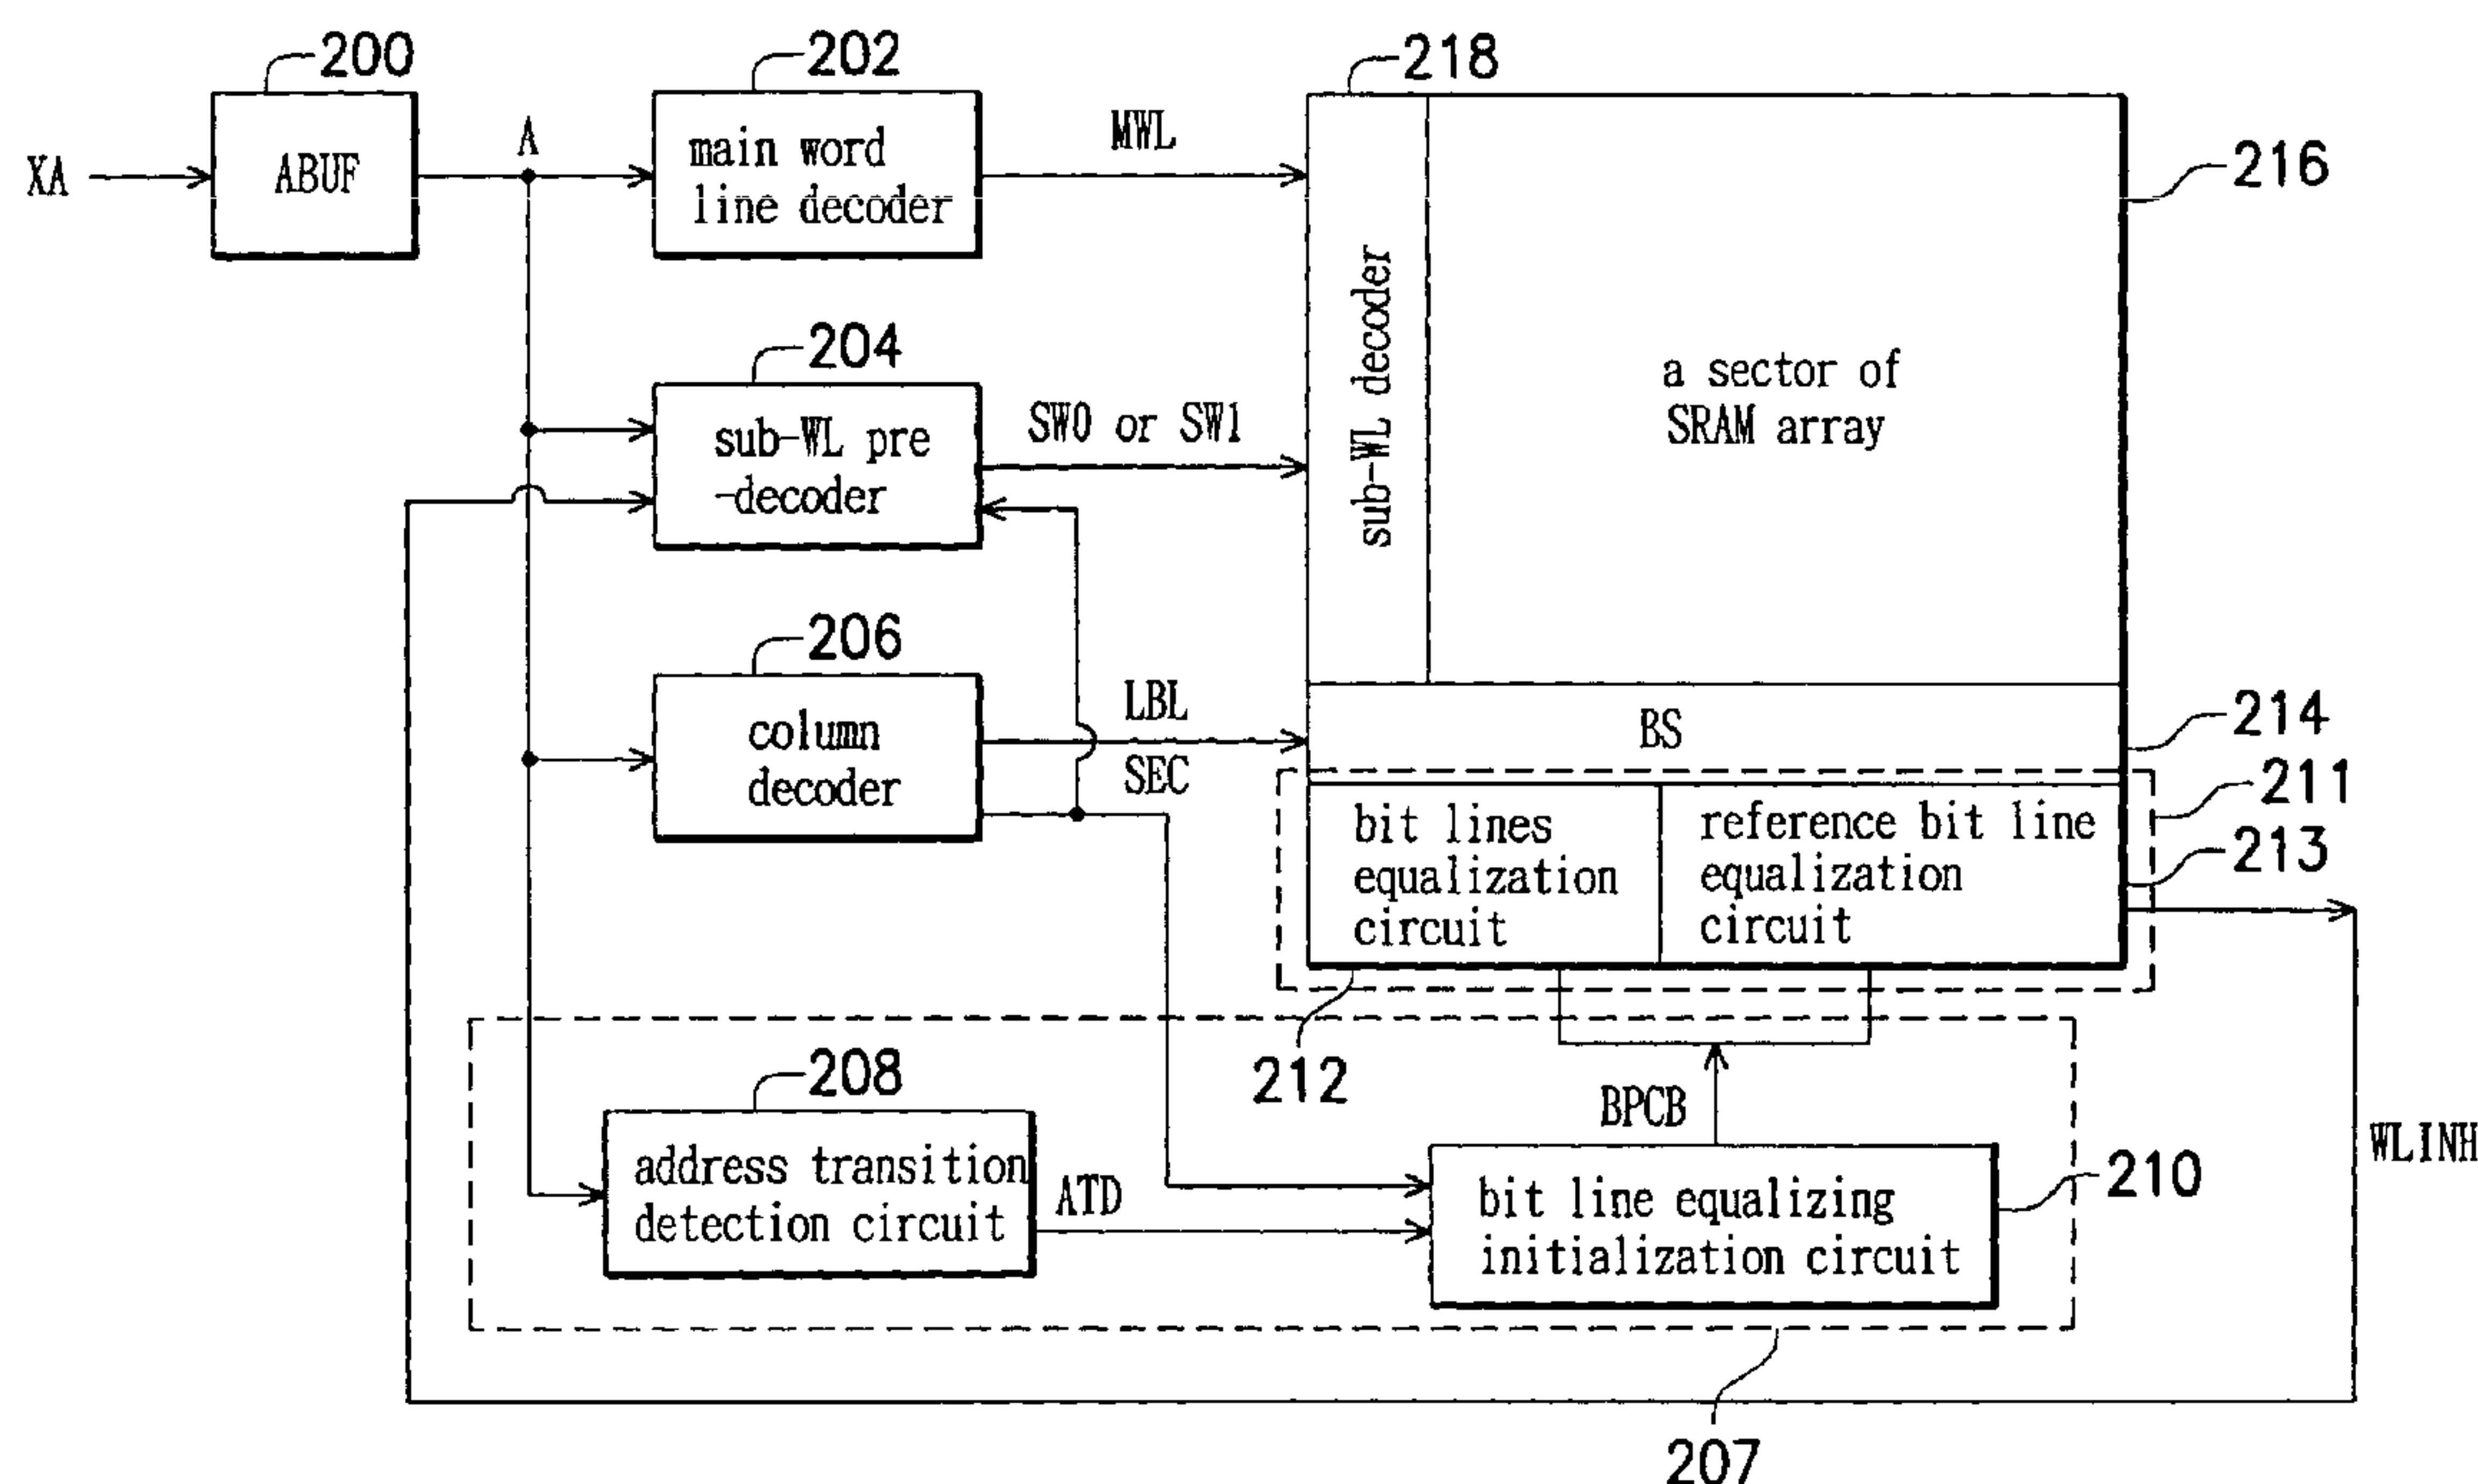 200
202
218
XA
ABUF
A
main word
line decoder
MWL
216
sub-WL decoder
204
sub-WL pre
-decoder
SW0 or SW1
a sector of
SRAM array
206
column
decoder
LBL
SEC
BS
214
211
213
bit lines
equalization
circuit
reference bit line
equalization
circuit
212
208
address transition
detection circuit
ATD
BPCB
bit line equalizing
initialization circuit
210
WLINH
207